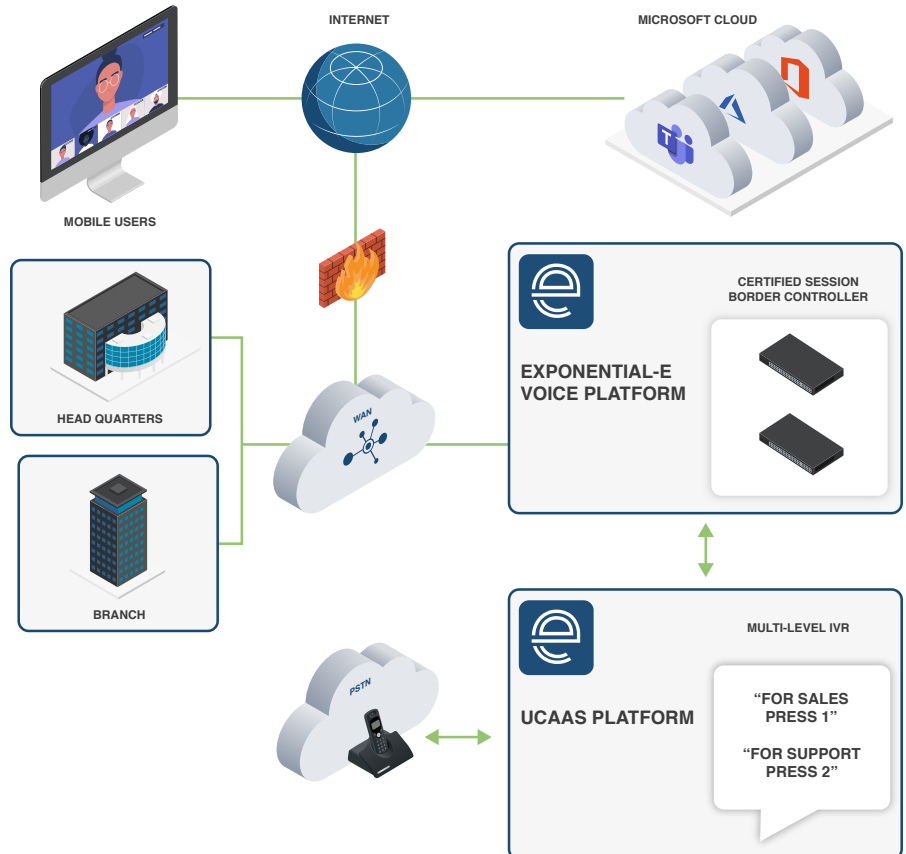 INTERNET
MICROSOFT CLOUD
T
MOBILE USERS
CERTIFIED SESSION
BORDER CONTROLLER
EXPONENTIAL-E
VOICE PLATFORM
HEAD QUARTERS
WAN
BRANCH
MULTI-LEVEL IVR
PSTN
UCAAS PLATFORM
“FOR SALES
PRESS 1”
“FOR SUPPORT
PRESS 2”